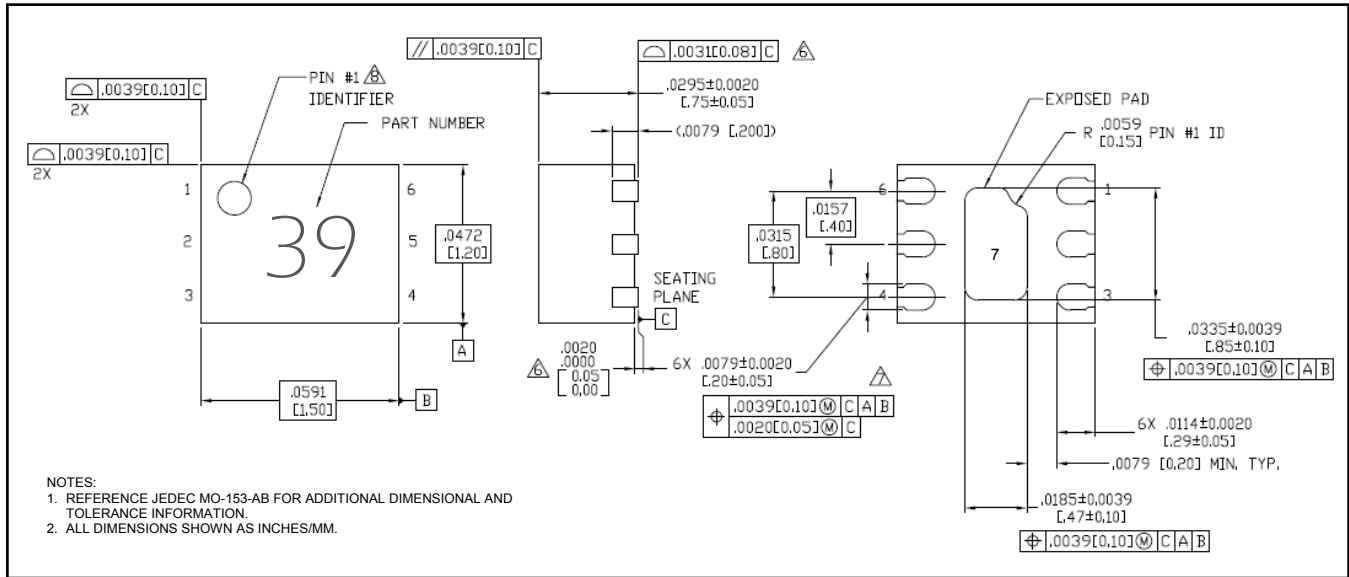 // .0039[0.10] C
⌓ .0031[0.08] C 6
⌓ .0039[0.10] C
2X
PIN #1 8
IDENTIFIER
.0295±0.0020
[.75±0.05]
PART NUMBER
(.0079 [.200])
⌓ .0039[0.10] C
2X
1
2
3
39
6
5
4
.0472
[1.20]
A
.0591
[1.50]
B
SEATING
PLANE
C
6
.0020
.0000
[0.05
0.00]
6X .0079±0.0020
[.20±0.05]
7
⌖ .0039[0.10] Ⓜ C A B
.0020[0.05] Ⓜ C
EXPOSED PAD
R .0059
[0.15] PIN #1 ID
6
1
.0157
[.40]
.0315
[.80]
7
4
3
.0335±0.0039
[.85±0.10]
⌖ .0039[0.10] Ⓜ C A B
6X .0114±0.0020
[.29±0.05]
.0079 [0.20] MIN. TYP.
.0185±0.0039
[.47±0.10]
⌖ .0039[0.10] Ⓜ C A B
NOTES:
1. REFERENCE JEDEC MO-153-AB FOR ADDITIONAL DIMENSIONAL AND
TOLERANCE INFORMATION.
2. ALL DIMENSIONS SHOWN AS INCHES/MM.